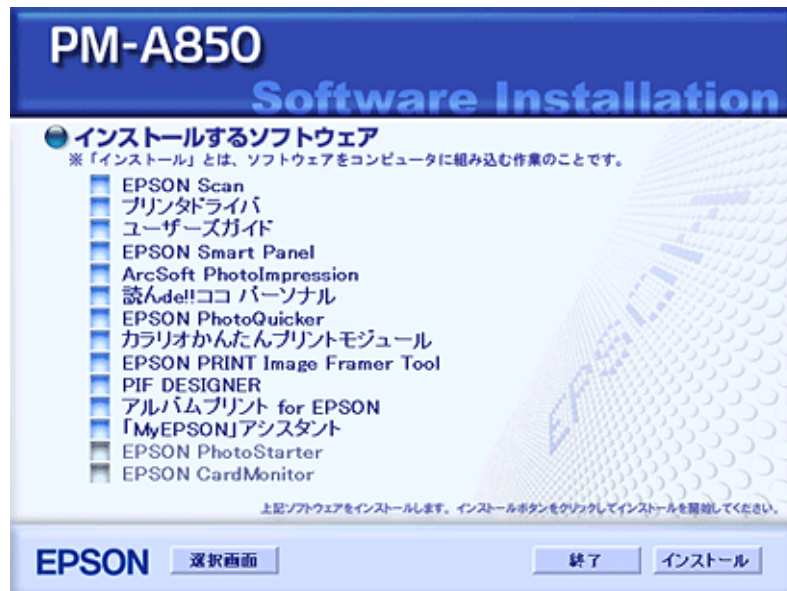 PM-A850
Software Installation
インストールするソフトウェア
※「インストール」とは、ソフトウェアをコンピュータに組み込む作業のことです。
EPSON Scan
プリンタドライバ
ユーザーズガイド
EPSON Smart Panel
ArcSoft PhotoImpression
読んde!!ココ パーソナル
EPSON PhotoQuicker
カラリオかんたんプリントモジュール
EPSON PRINT Image Framer Tool
PIF DESIGNER
アルバムプリント for EPSON
「MyEPSON」アシスタント
EPSON PhotoStarter
EPSON CardMonitor
上記ソフトウェアをインストールします。インストールボタンをクリックしてインストールを開始してください。
EPSON 選択画面 終了 インストール